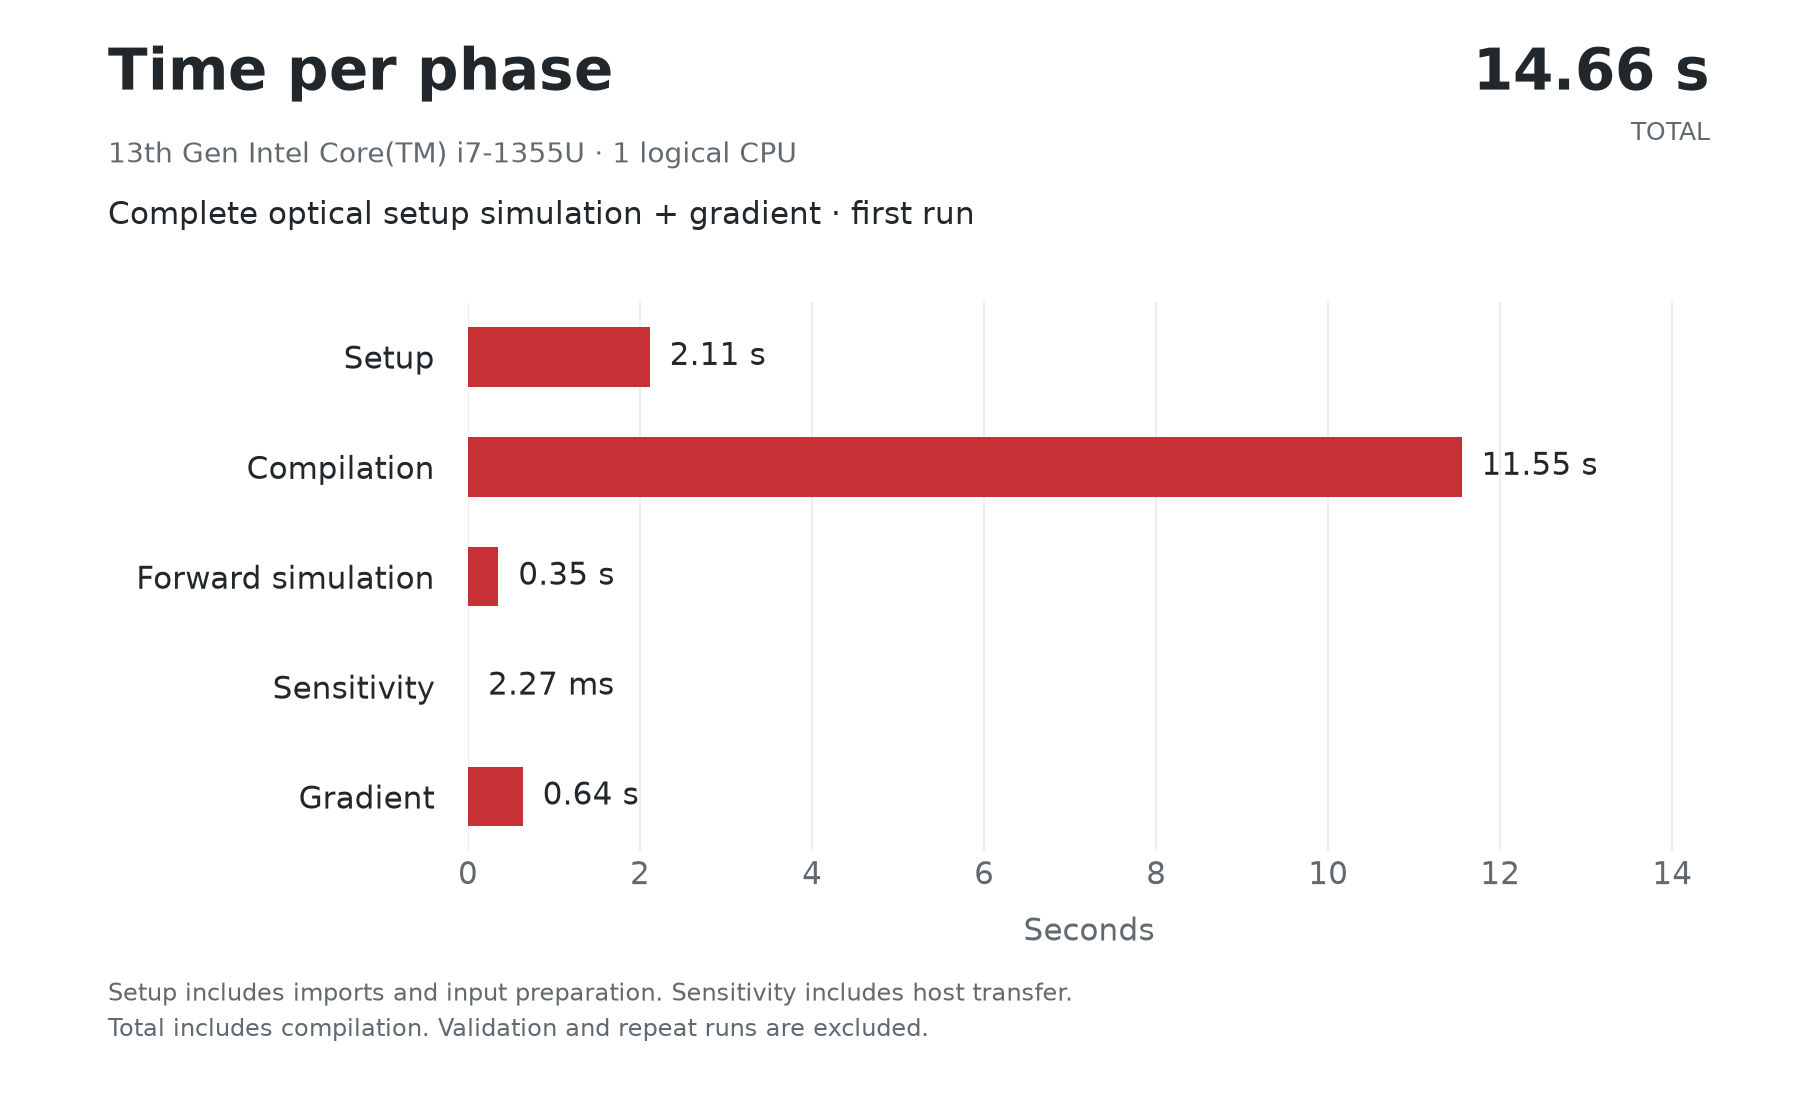 Time per phase
14.66 s
TOTAL
13th Gen Intel Core(TM) i7-1355U · 1 logical CPU
Complete optical setup simulation + gradient · first run
Setup
2.11 s
Compilation
11.55 s
Forward simulation
0.35 s
Sensitivity
2.27 ms
Gradient
0.64 s
0 2 4 6 8 10 12 14
Seconds
Setup includes imports and input preparation. Sensitivity includes host transfer.
Total includes compilation. Validation and repeat runs are excluded.